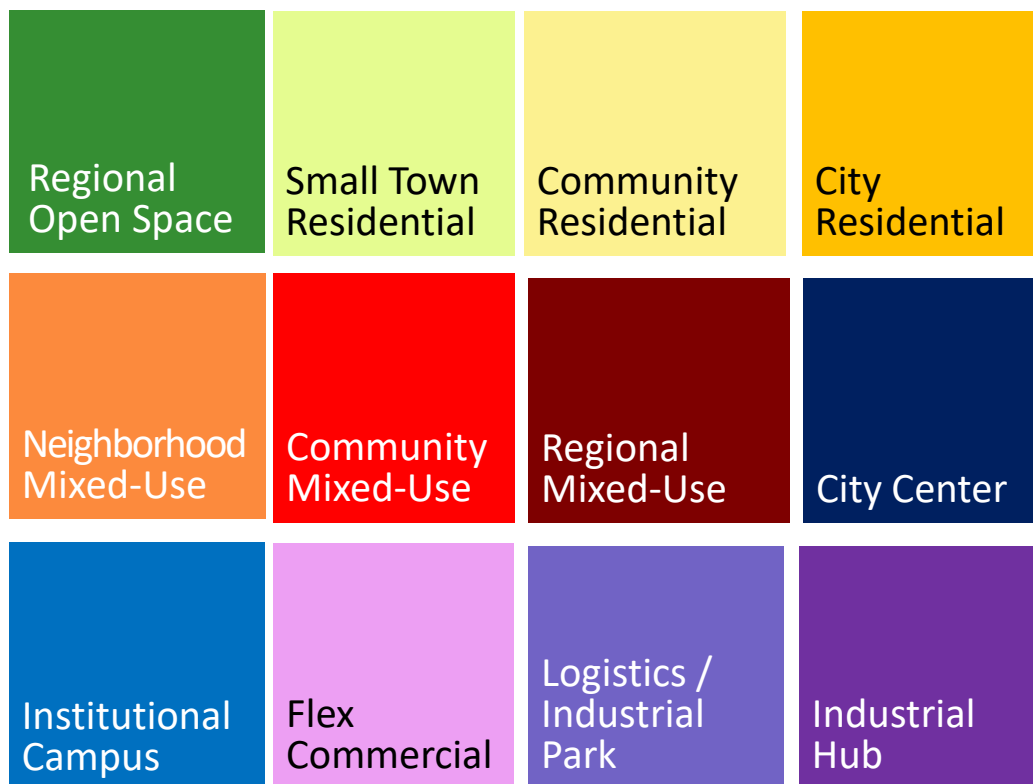 Regional
Open Space
Small Town
Residential
Community
Residential
City
Residential
Neighborhood
Mixed-Use
Community
Mixed-Use
Regional
Mixed-Use
City Center
Institutional
Campus
Flex
Commercial
Logistics /
Industrial
Park
Industrial
Hub